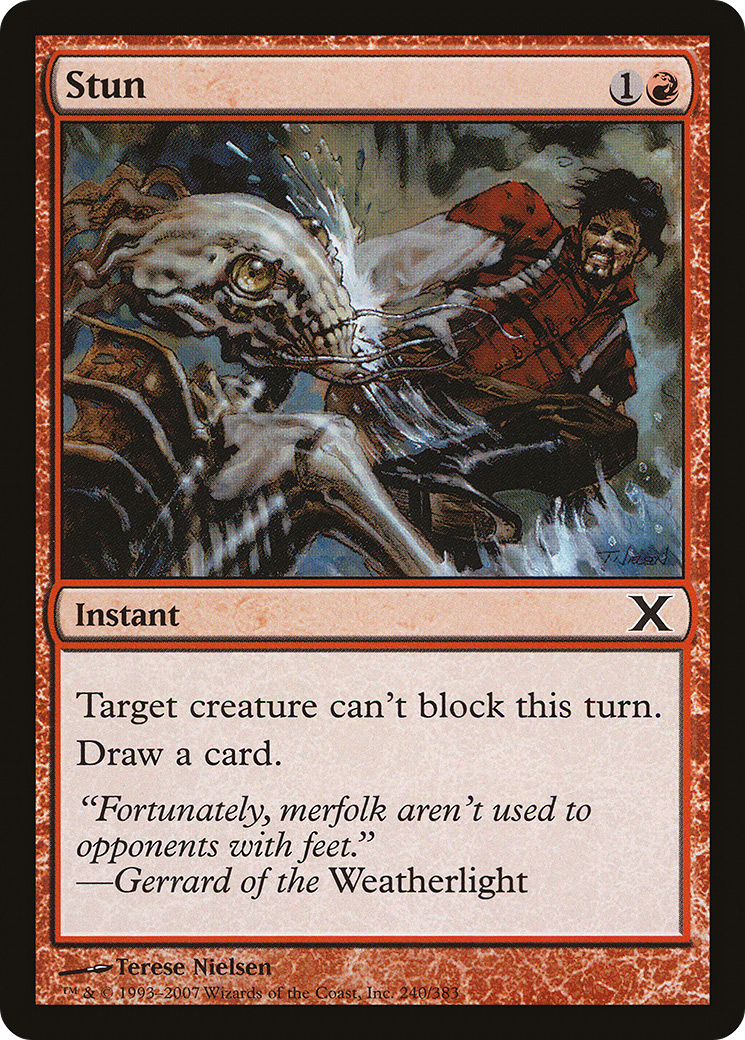 Stun
1
Instant
X
Target creature can't block this turn.
Draw a card.
“Fortunately, merfolk aren't used to
opponents with feet.”
—Gerrard of the Weatherlight
Terese Nielsen
™ & © 1993–2007 Wizards of the Coast, Inc. 240/383